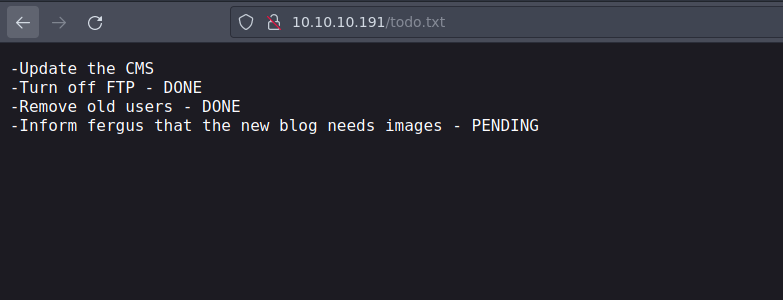 10.10.10.191/todo.txt
-Update the CMS
-Turn off FTP - DONE
-Remove old users - DONE
-Inform fergus that the new blog needs images - PENDING